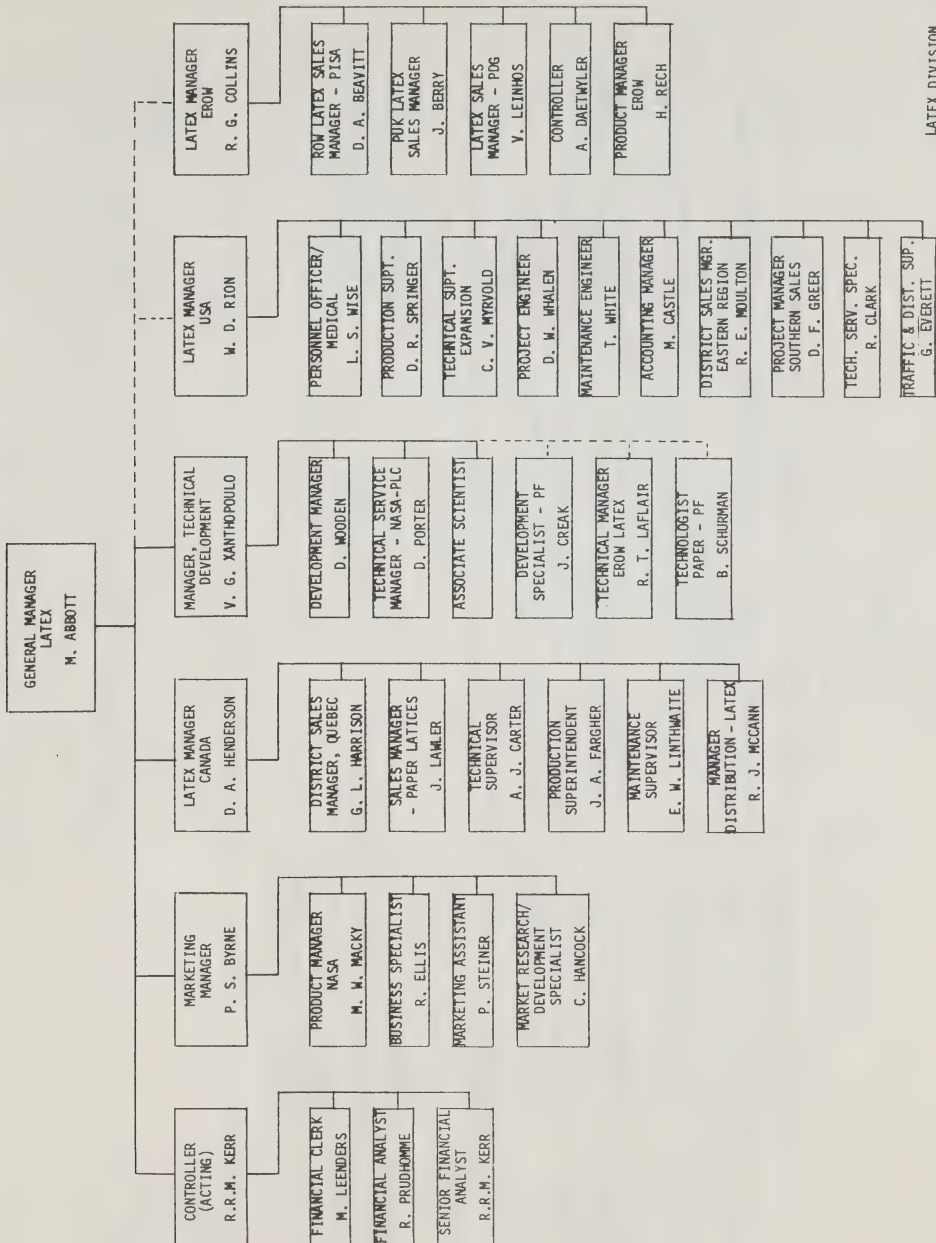 GENERAL MANAGER
LATEX
M. ABBOTT
CONTROLLER
(ACTING)
R.R.M. KERR
FINANCIAL CLERK
M. LEENDERS
FINANCIAL ANALYST
R. PRUDHOMME
SENIOR FINANCIAL
ANALYST
R.R.M. KERR
MARKETING
MANAGER
P. S. BYRNE
PRODUCT MANAGER
NASA
M. W. MACKY
BUSINESS SPECIALIST
R. ELLIS
MARKETING ASSISTANT
P. STEINER
MARKET RESEARCH/
DEVELOPMENT
SPECIALIST
C. HANCOCK
LATEX MANAGER
CANADA
D. A. HENDERSON
DISTRICT SALES
MANAGER, QUEBEC
G. L. HARRISON
SALES MANAGER
- PAPER LATICES
J. LAWLER
TECHNICAL
SUPERVISOR
A. J. CARTER
PRODUCTION
SUPERINTENDENT
J. A. FARGHER
MAINTENANCE
SUPERVISOR
E. W. LINTHWAITE
MANAGER
DISTRIBUTION - LATEX
R. J. MCCANN
MANAGER, TECHNICAL
DEVELOPMENT
V. G. XANTHOPOULO
DEVELOPMENT MANAGER
D. WOODEN
TECHNICAL SERVICE
MANAGER - NASA-PLC
D. PORTER
ASSOCIATE SCIENTIST
DEVELOPMENT
SPECIALIST - PF
J. CREAK
TECHNICAL MANAGER
EROW LATEX
R. T. LAFLAIR
TECHNOLOGIST
PAPER - PF
B. SCHURMAN
LATEX MANAGER
USA
W. D. RION
PERSONNEL OFFICER/
MEDICAL
L. S. WISE
PRODUCTION SUPT.
D. R. SPRINGER
TECHNICAL SUPT.
EXPANSION
C. V. MYRVOLD
PROJECT ENGINEER
D. W. WHALEN
MAINTENANCE ENGINEER
T. WHITE
ACCOUNTING MANAGER
M. CASTLE
DISTRICT SALES MGR.
EASTERN REGION
R. E. MOULTON
PROJECT MANAGER
SOUTHERN SALES
D. F. GREER
TECH. SERV. SPEC.
R. CLARK
TRAFFIC & DIST. SUP.
G. EVERETT
LATEX MANAGER
EROW
R. G. COLLINS
ROW LATEX SALES
MANAGER - PISA
D. A. BEAVITT
PUK LATEX
SALES MANAGER
J. BERRY
LATEX SALES
MANAGER - PDG
V. LEINHOS
CONTROLLER
A. DAETWYLER
PRODUCT MANAGER
EROW
H. RECH
LATEX DIVISION